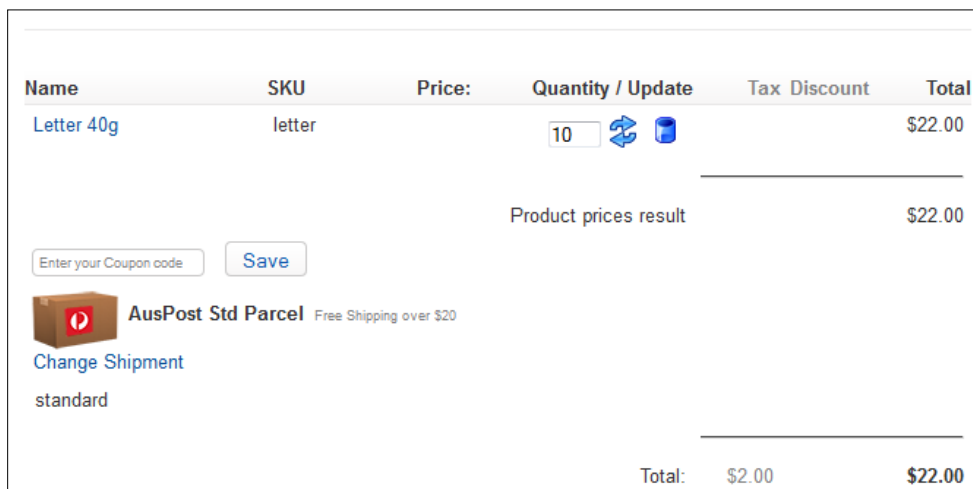 Name SKU Price: Quantity / Update Tax Discount Total
Letter 40g letter 10 $22.00
Product prices result $22.00
Enter your Coupon code Save
AusPost Std Parcel Free Shipping over $20
Change Shipment
standard
Total: $2.00 $22.00